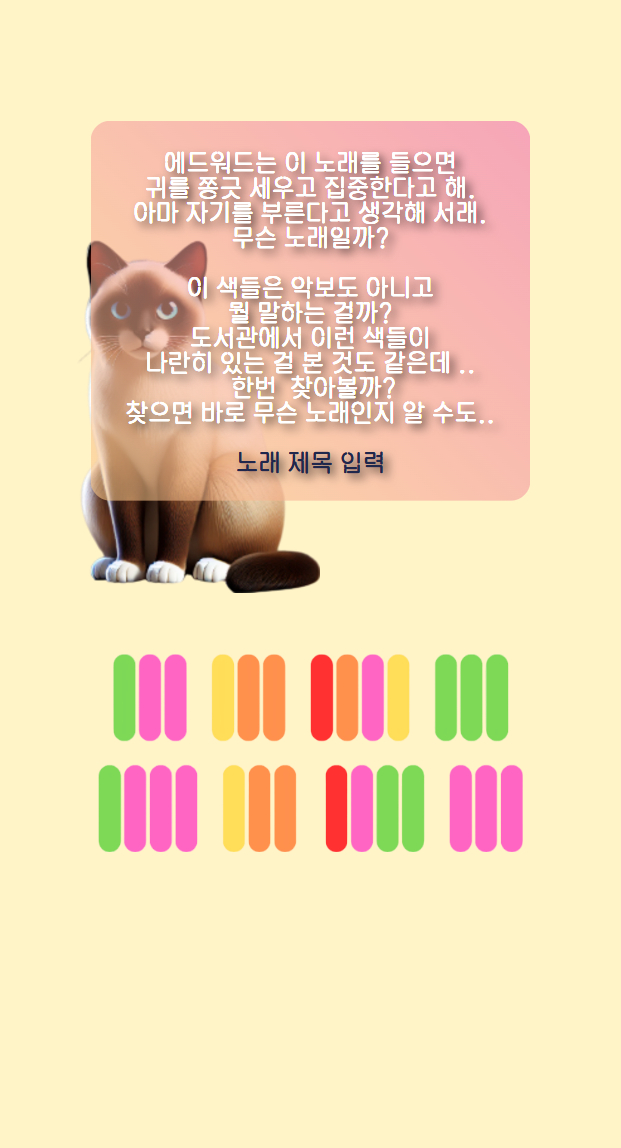 에드워드는 이 노래를 들으면
귀를 쫑긋 세우고 집중한다고 해.
아마 자기를 부른다고 생각해 서래.
무슨 노래일까?
이 색들은 악보도 아니고
뭘 말하는 걸까?
도서관에서 이런 색들이
나란히 있는 걸 본 것도 같은데 ..
한번 찾아볼까?
찾으면 바로 무슨 노래인지 알 수도..
노래 제목 입력